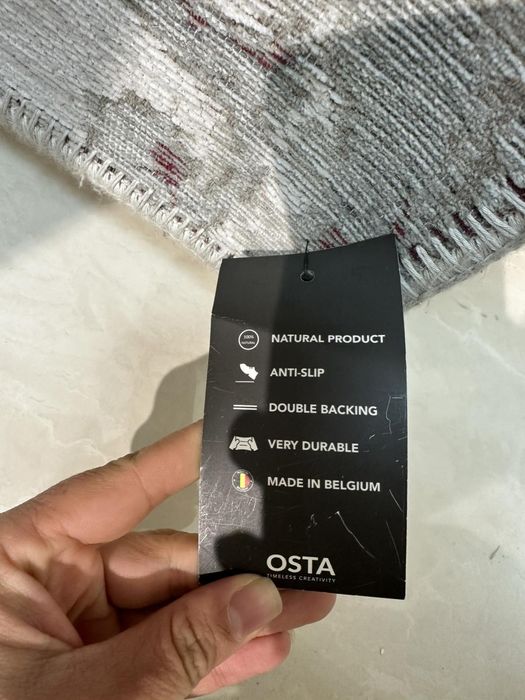 100%
NATURAL
NATURAL PRODUCT
ANTI-SLIP
DOUBLE BACKING
VERY DURABLE
MADE IN BELGIUM
OSTA
TIMELESS CREATIVITY